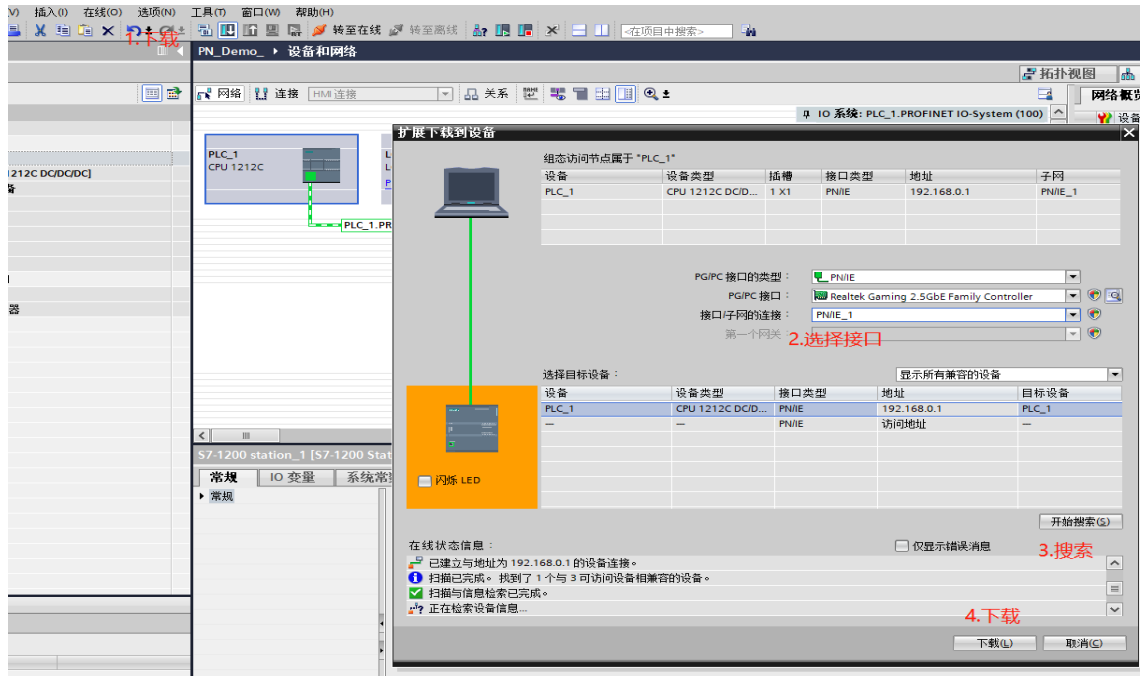 V) 插入(I) 在线(O) 选项(N) 工具(T) 窗口(W) 帮助(H)
转至在线 转至离线 <在项目中搜索>
1.下载
PN_Demo_ 设备和网络
拓扑视图
网络 连接 HMI 连接 关系
网络概览
IO 系统: PLC_1.PROFINET IO-System (100)
设备
扩展下载到设备
PLC_1
CPU 1212C
1212C DC/DC/DC]
备
PLC_1.PR
器
组态访问节点属于 "PLC_1"
设备 设备类型 插槽 接口类型 地址 子网
PLC_1 CPU 1212C DC/D... 1 X1 PN/IE 192.168.0.1 PN/IE_1
PG/PC 接口的类型：
PN/IE
PG/PC 接口：
Realtek Gaming 2.5GbE Family Controller
接口/子网的连接：
PN/IE_1
第一个网关：
2.选择接口
选择目标设备：
显示所有兼容的设备
设备 设备类型 接口类型 地址 目标设备
PLC_1 CPU 1212C DC/D... PN/IE 192.168.0.1 PLC_1
— — PN/IE 访问地址 —
闪烁 LED
S7-1200 station_1 [S7-1200 Stat
常规 IO 变量 系统常
常规
开始搜索(S)
在线状态信息：
仅显示错误消息
3.搜索
已建立与地址为 192.168.0.1 的设备连接。
扫描已完成。找到了 1 个与 3 可访问设备相兼容的设备。
扫描与信息检索已完成。
正在检索设备信息...
4.下载
下载(L) 取消(C)